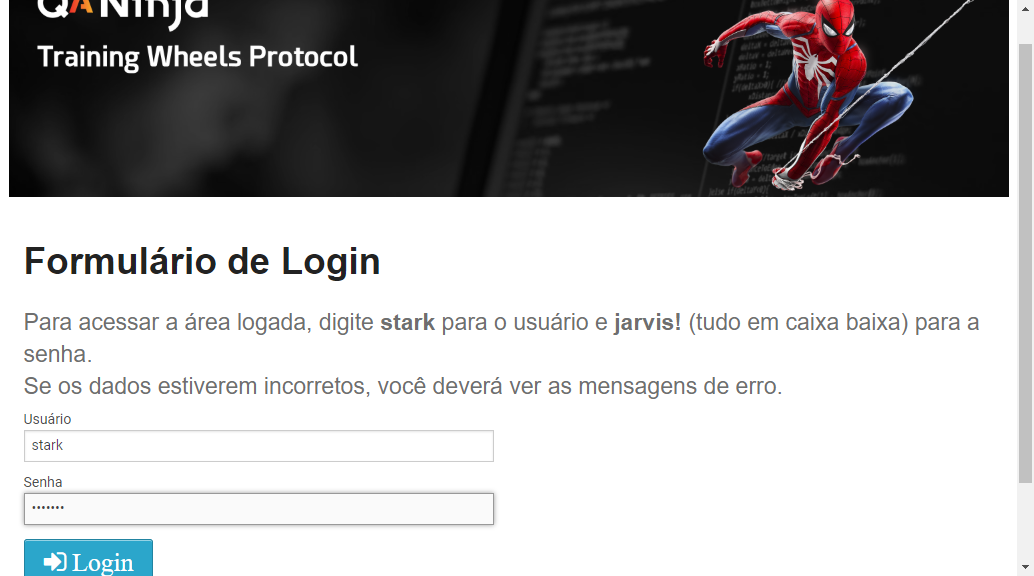 QA Ninja
Training Wheels Protocol
Formulário de Login
Para acessar a área logada, digite stark para o usuário e jarvis! (tudo em caixa baixa) para a
senha.
Se os dados estiverem incorretos, você deverá ver as mensagens de erro.
Usuário
stark
Senha
•••••••
Login